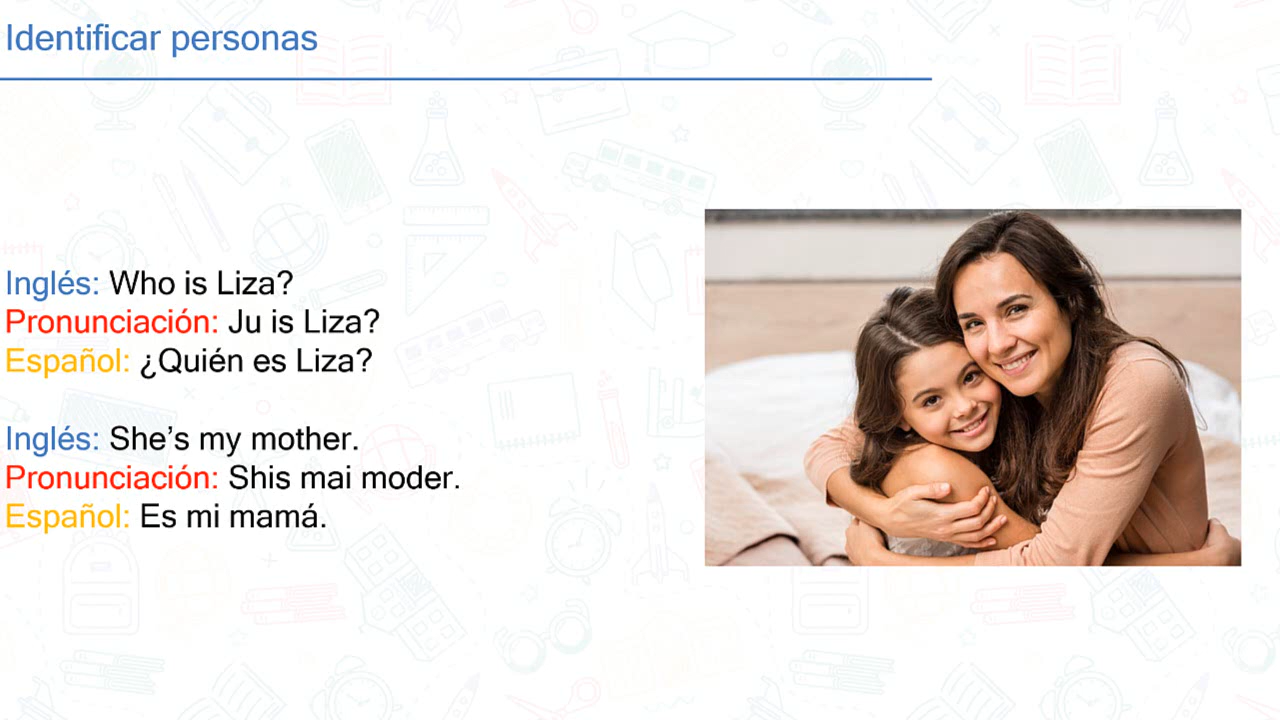 Identificar personas
Inglés: Who is Liza?
Pronunciación: Ju is Liza?
Español: ¿Quién es Liza?
Inglés: She’s my mother.
Pronunciación: Shis mai moder.
Español: Es mi mamá.